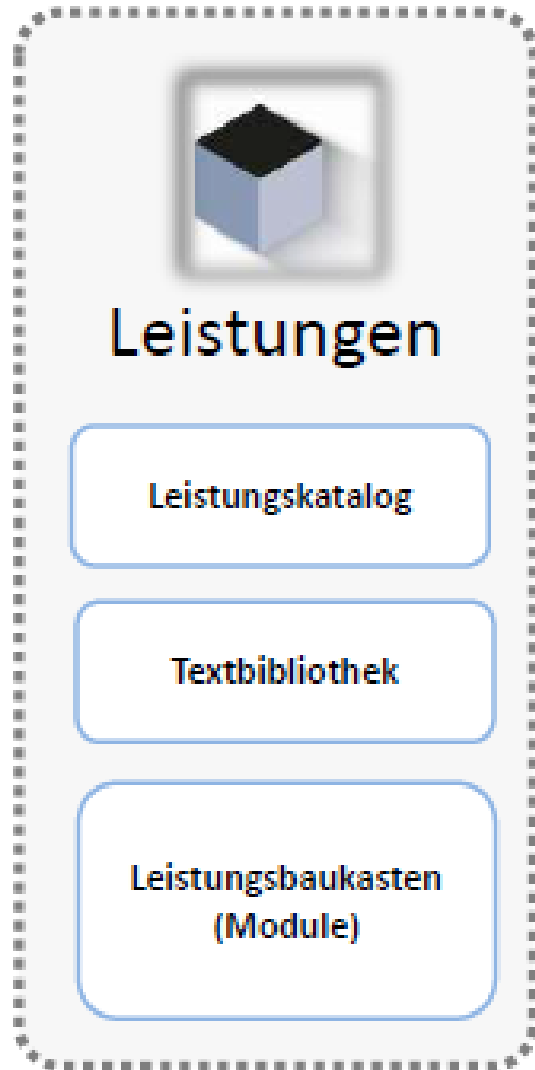 Leistungen
Leistungskatalog
Textbibliothek
Leistungsbaukasten
(Module)